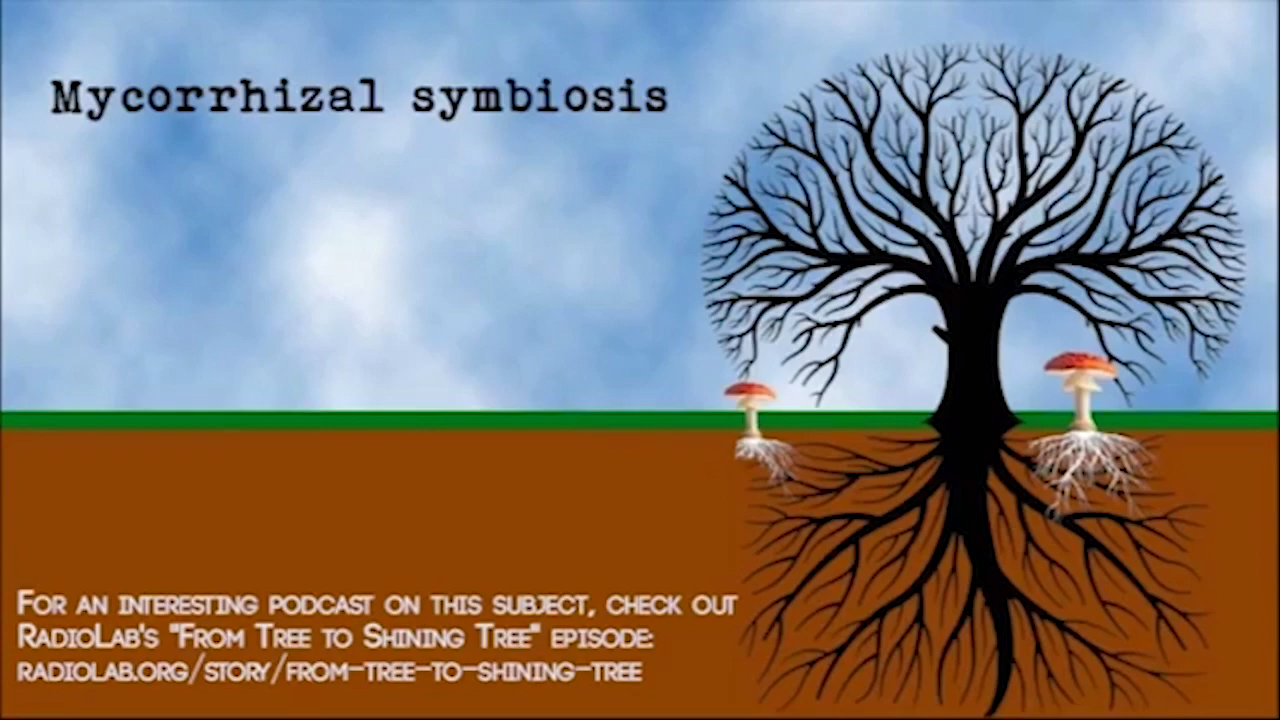 Mycorrhizal symbiosis
For an interesting podcast on this subject, check out
RadioLab's "From Tree to Shining Tree" episode:
radiolab.org/story/from-tree-to-shining-tree